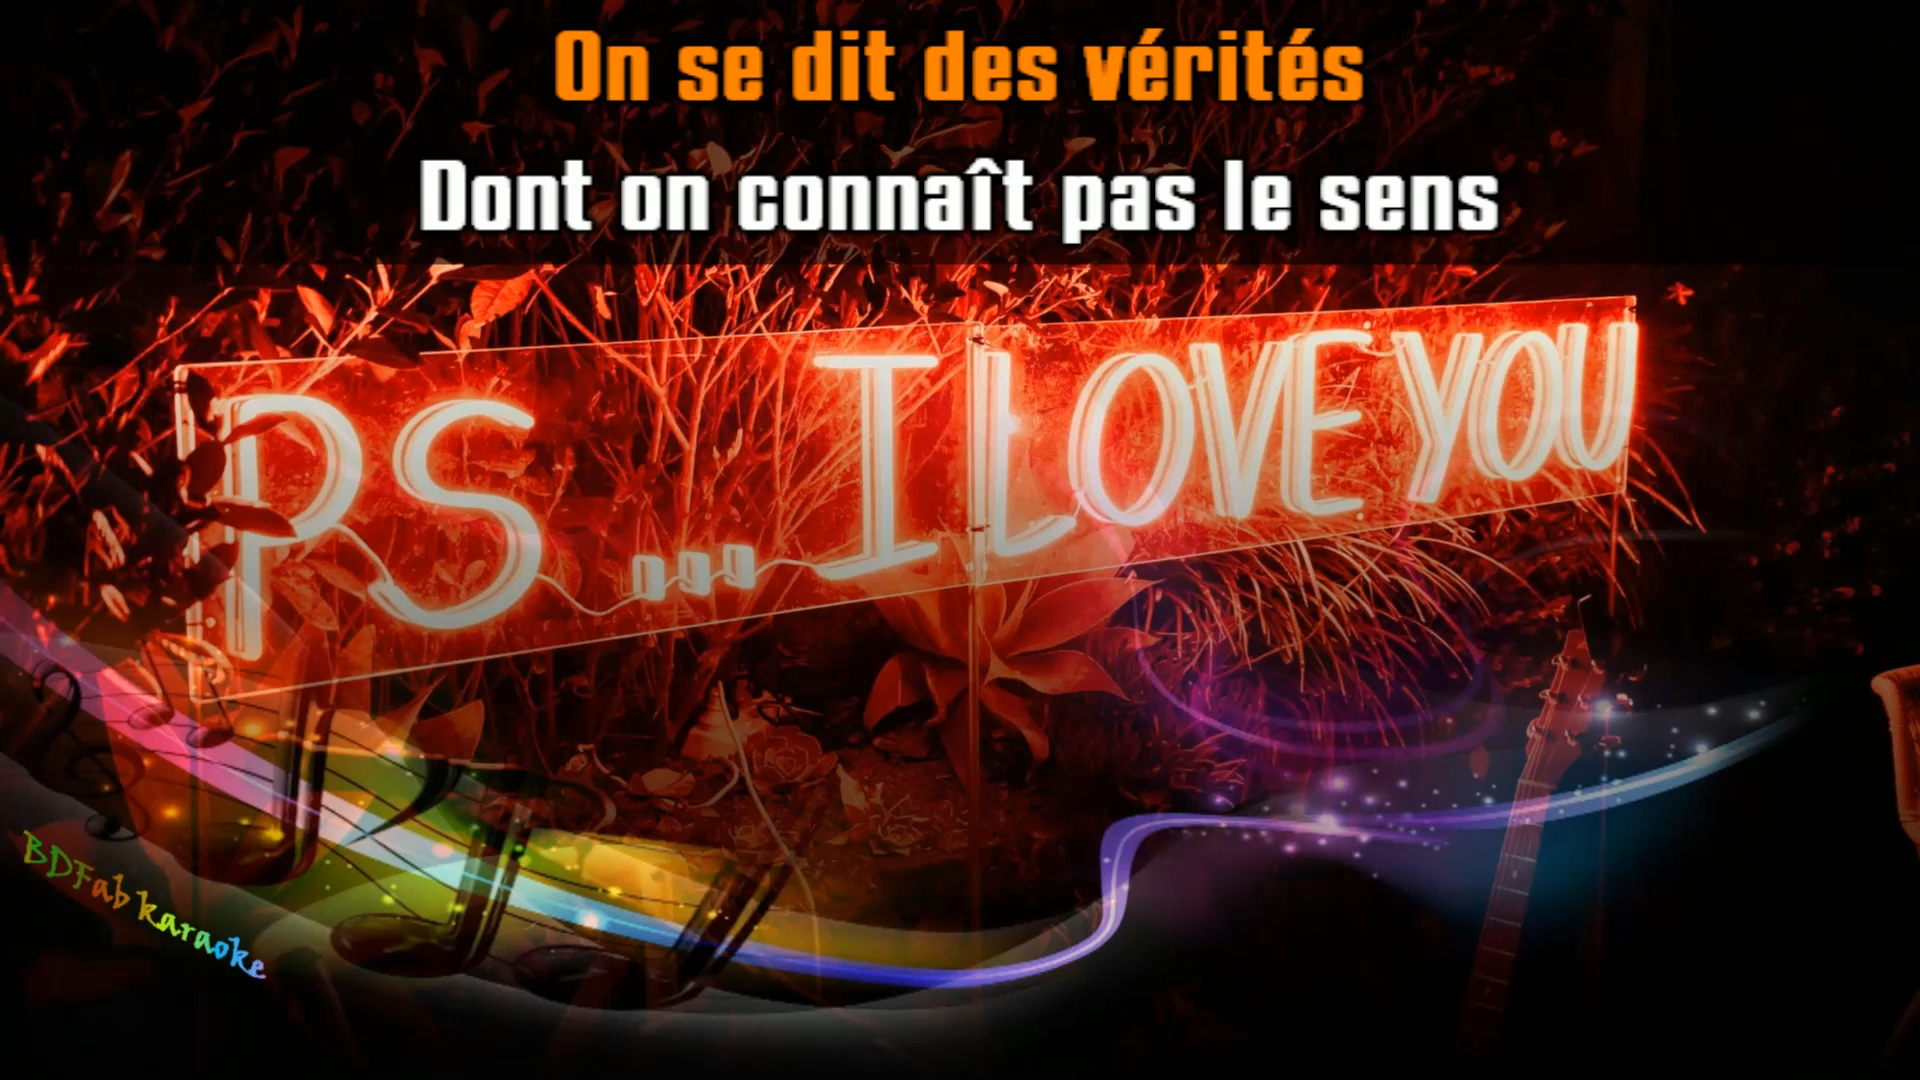 On se dit des vérités
Dont on connaît pas le sens
PS... I LOVE YOU
BDFab karaoke